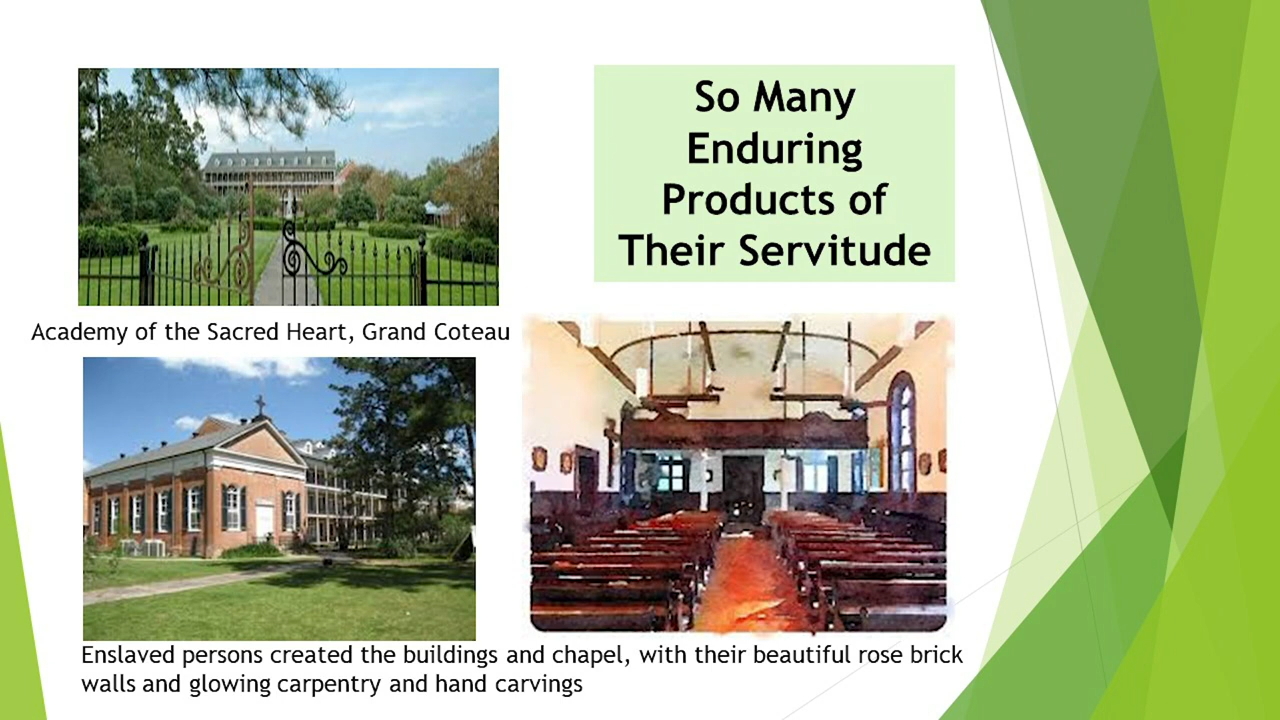 So Many
Enduring
Products of
Their Servitude
Academy of the Sacred Heart, Grand Coteau
Enslaved persons created the buildings and chapel, with their beautiful rose brick
walls and glowing carpentry and hand carvings